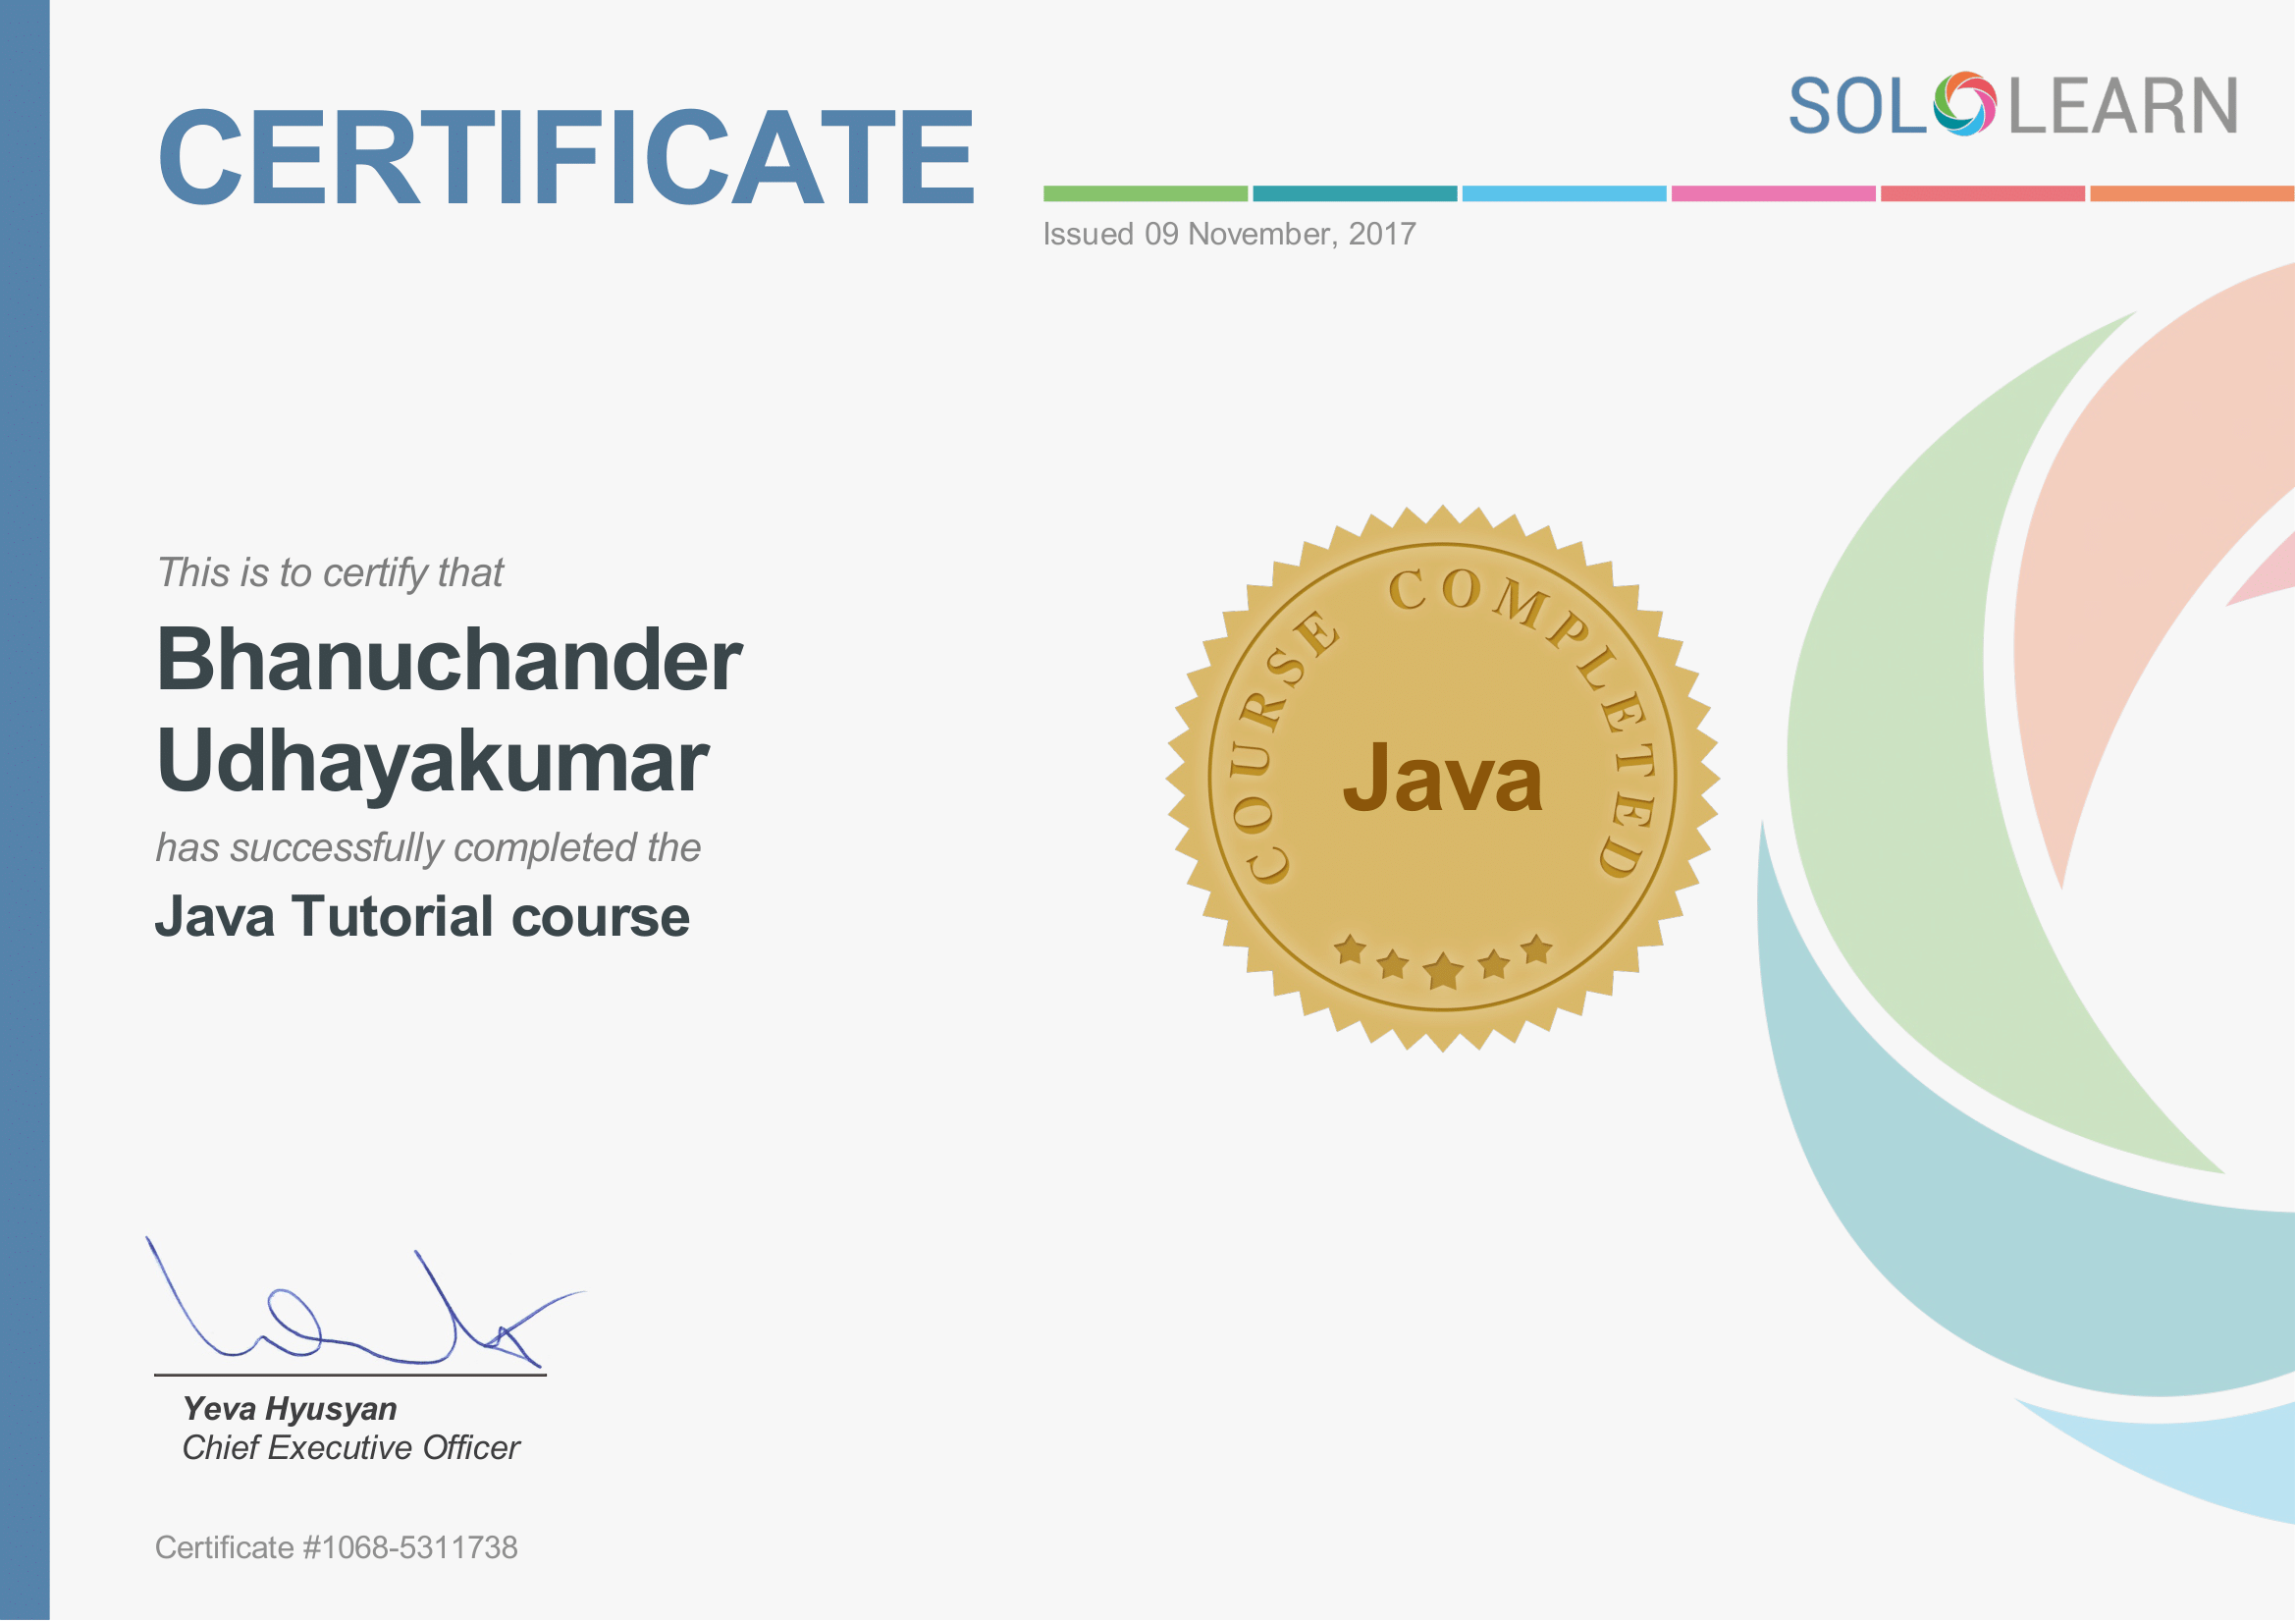 CERTIFICATE
SOLOLEARN
Issued 09 November, 2017
This is to certify that
Bhanuchander
Udhayakumar
has successfully completed the
Java Tutorial course
COURSE COMPLETED
Java
Yeva Hyusyan
Chief Executive Officer
Certificate #1068-5311738